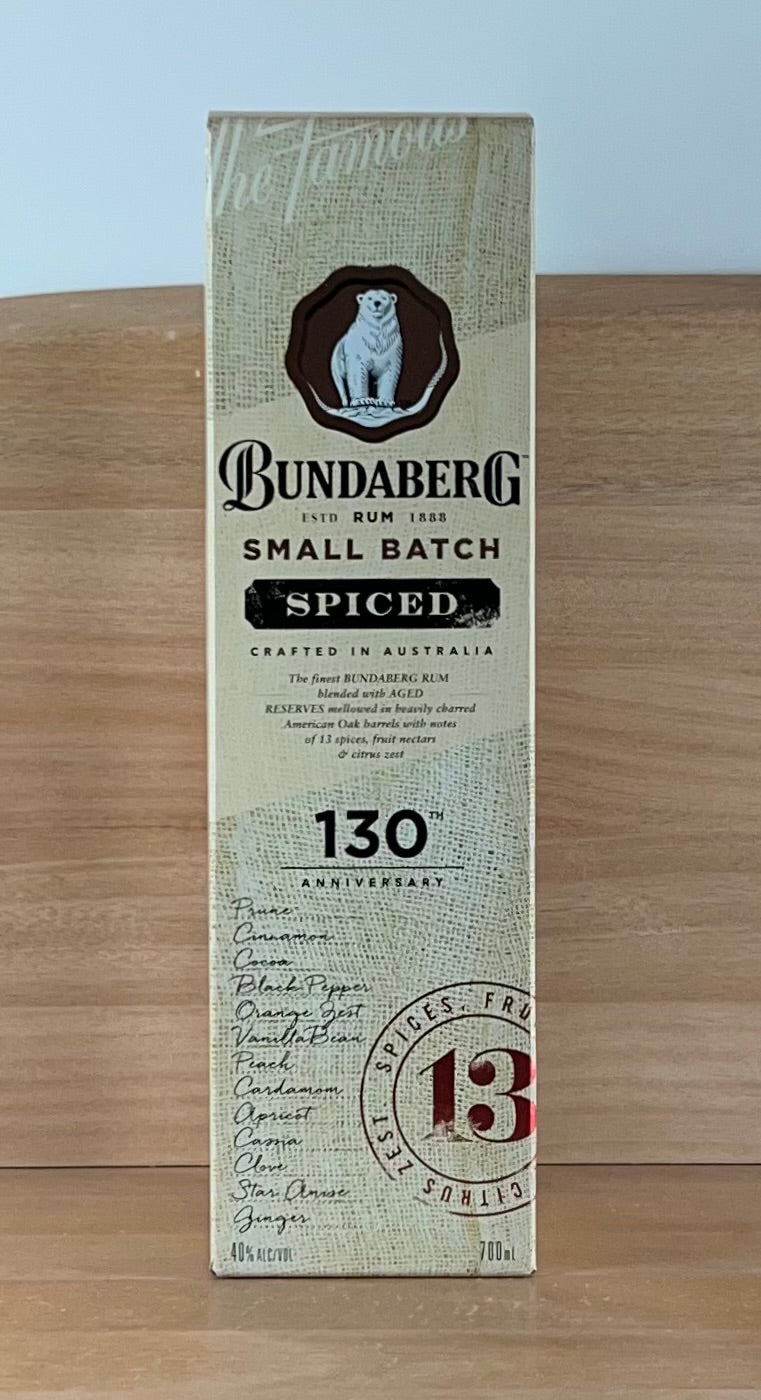 the famous
BUNDABERG™
ESTD RUM 1888
SMALL BATCH
SPICED
CRAFTED IN AUSTRALIA
The finest BUNDABERG RUM
blended with AGED
RESERVES mellowed in heavily charred
American Oak barrels with notes
of 13 spices, fruit nectars
& citrus zest
130TH
ANNIVERSARY
Prune
Cinnamon
Cocoa
Black Pepper
Orange Zest
Vanilla Bean
Peach
Cardamom
Apricot
Cassia
Clove
Star Anise
Ginger
SPICES, FRU
13
CITRUS ZEST
40% ALC/VOL
700mL